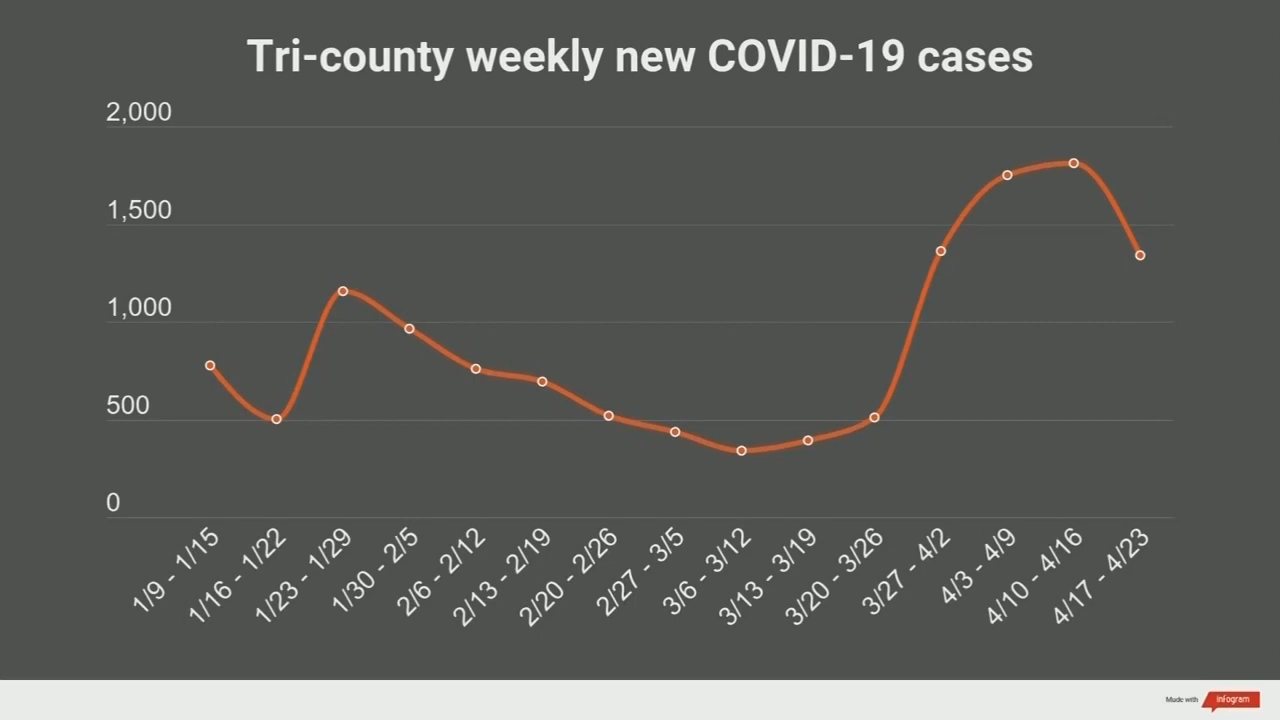 Tri-county weekly new COVID-19 cases
2,000
1,500
1,000
500
0
1/9 - 1/15
1/16 - 1/22
1/23 - 1/29
1/30 - 2/5
2/6 - 2/12
2/13 - 2/19
2/20 - 2/26
2/27 - 3/5
3/6 - 3/12
3/13 - 3/19
3/20 - 3/26
3/27 - 4/2
4/3 - 4/9
4/10 - 4/16
4/17 - 4/23
Made with infogram